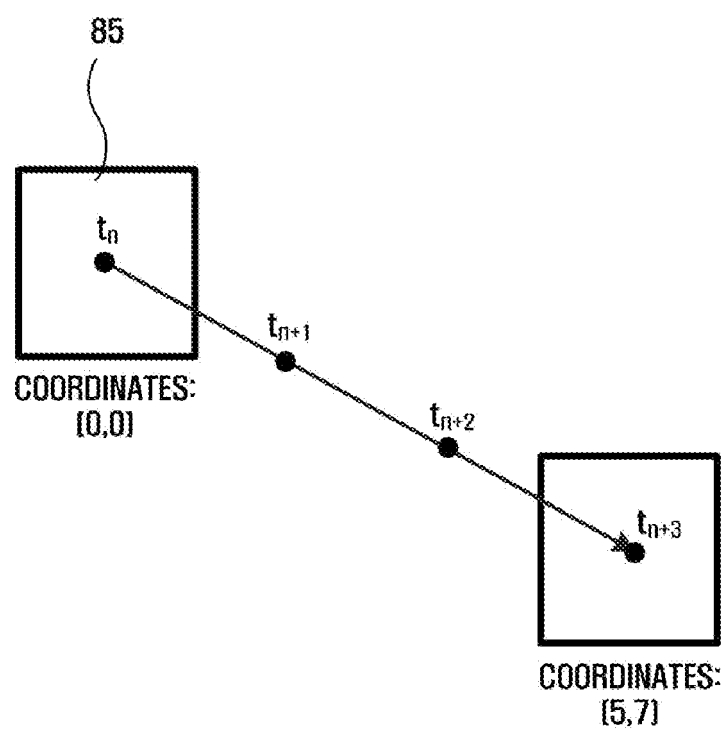 85
tn
tn+1
COORDINATES:
(0,0)
tn+2
tn+3
COORDINATES:
(5,7)